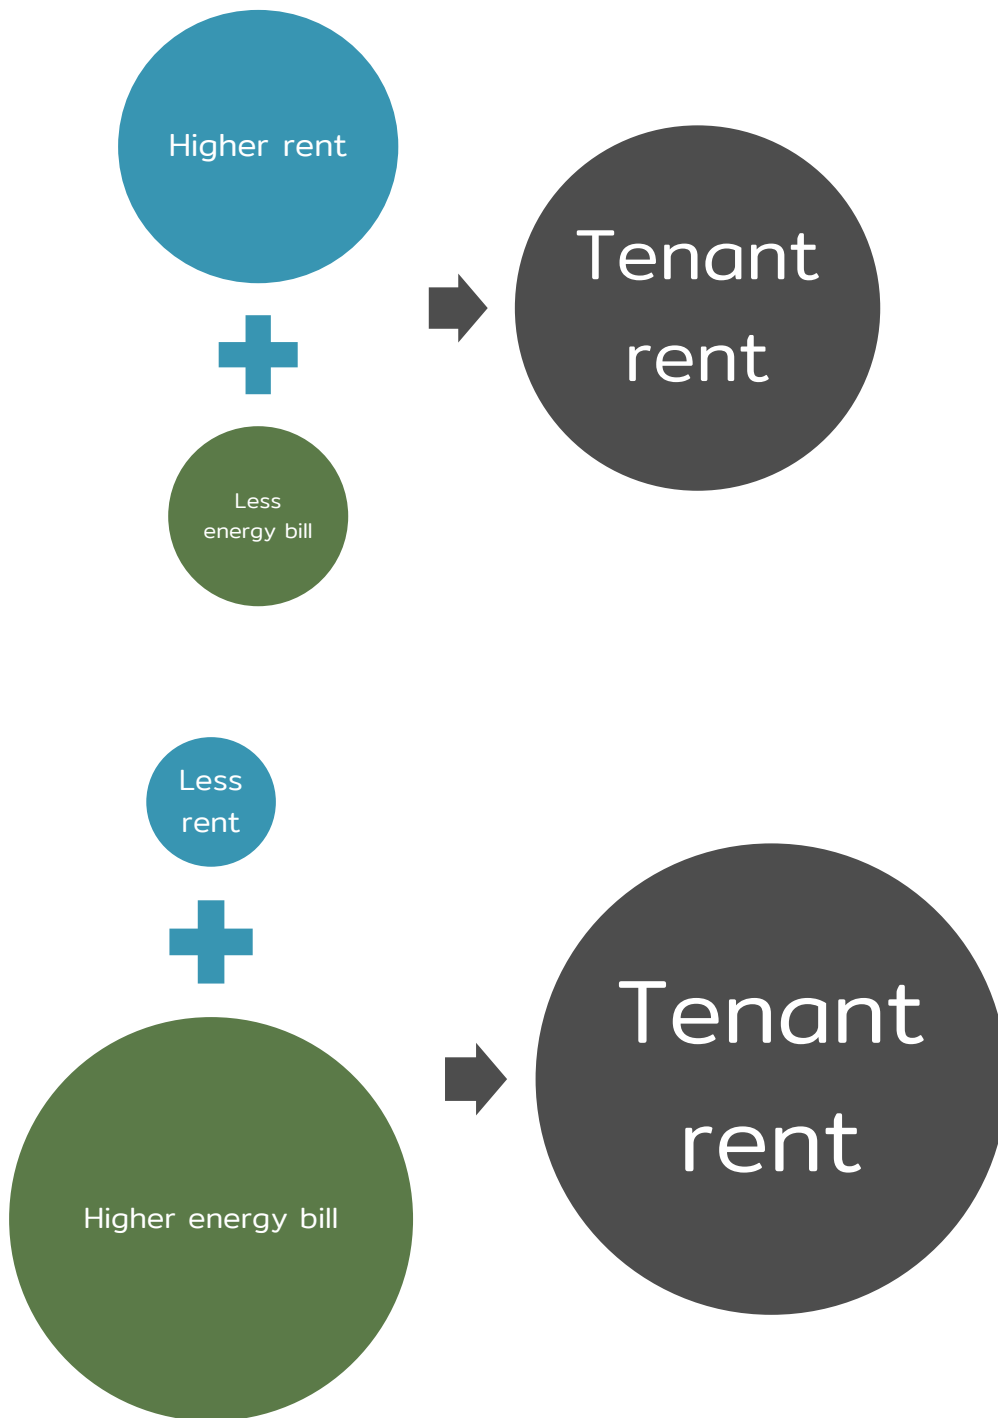 Higher rent
Tenant
rent
Less
energy bill
Less
rent
Tenant
rent
Higher energy bill